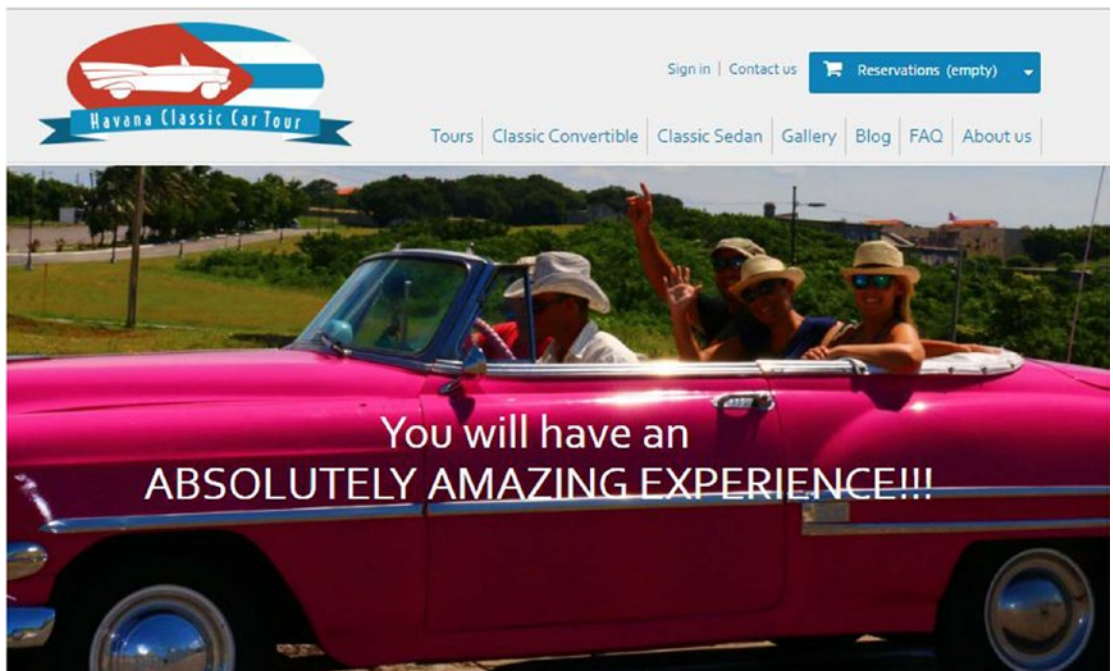 Havana Classic Car Tour
Sign in | Contact us
Reservations (empty)
Tours
Classic Convertible
Classic Sedan
Gallery
Blog
FAQ
About us
You will have an
ABSOLUTELY AMAZING EXPERIENCE!!!